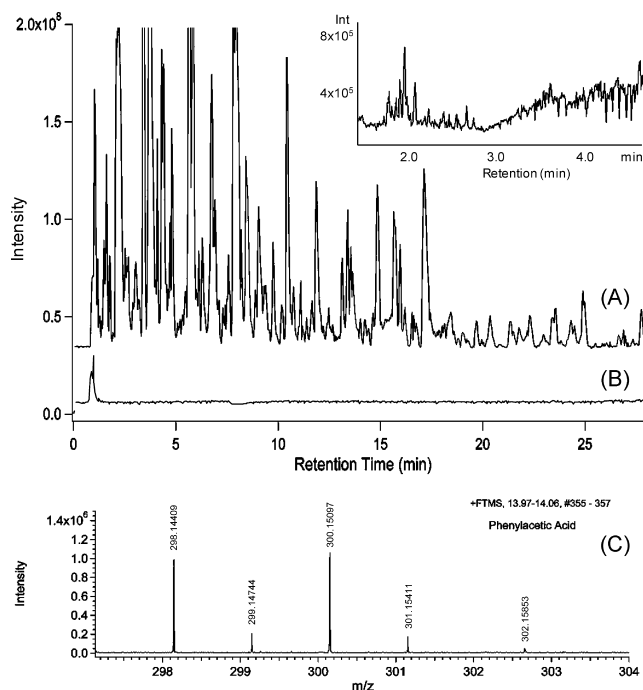 2.0x10⁸
1.5
1.0
0.5
0.0
Intensity
Int
8x10⁵
4x10⁵
2.0
3.0
4.0
min
Retention (min)
(A)
(B)
0
5
10
15
20
25
Retention Time (min)
+FTMS, 13.97-14.06, #355 - 357
Phenylacetic Acid
(C)
1.4x10⁶
1.2
1.0
0.8
0.6
0.4
0.2
0.0
Intensity
298.14409
299.14744
300.15097
301.15411
302.15853
298
299
300
301
302
303
304
m/z